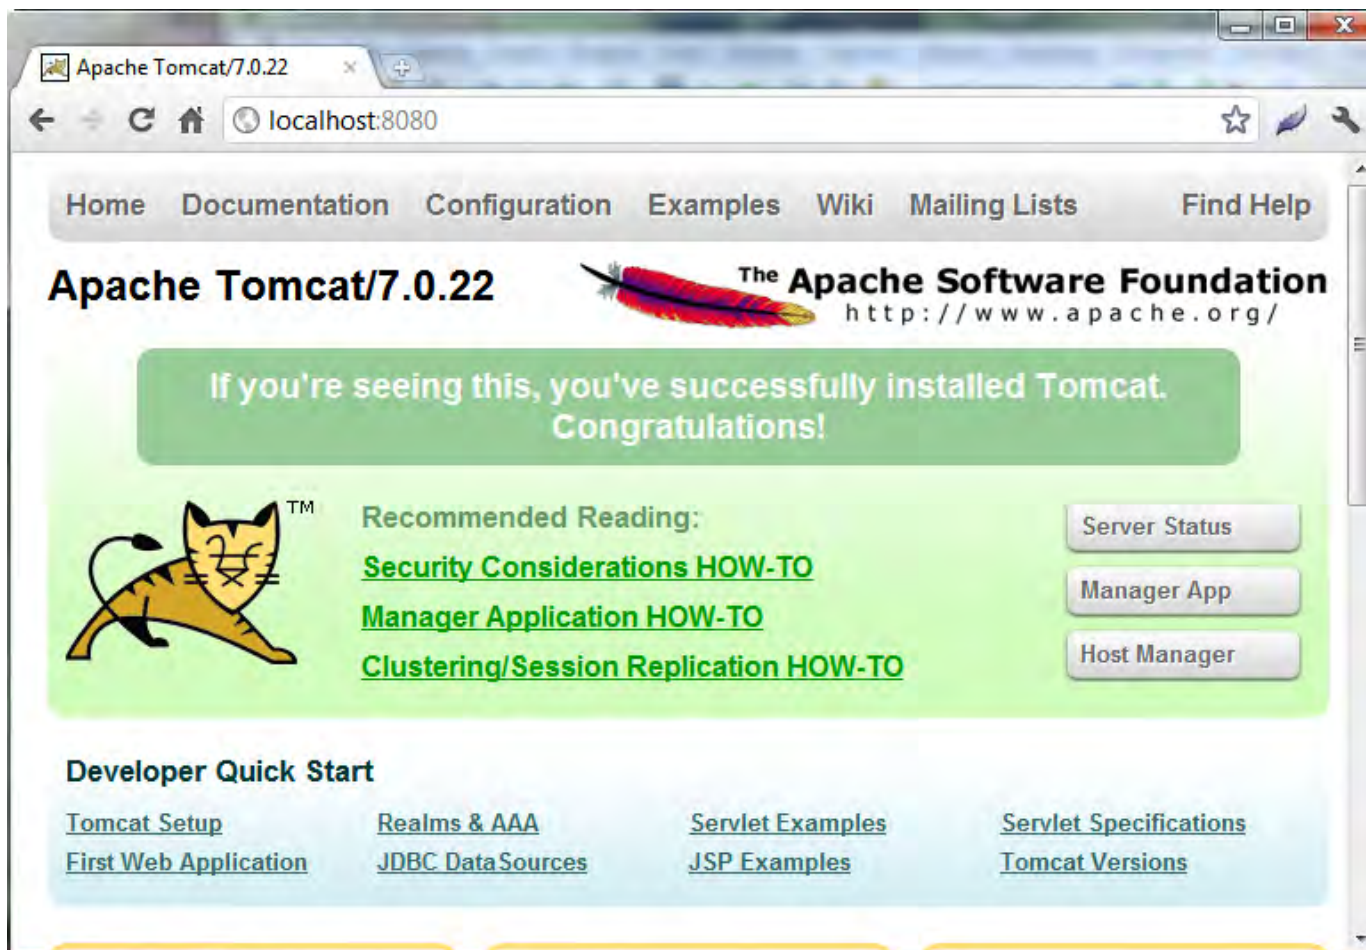 Apache Tomcat/7.0.22
localhost:8080
Home Documentation Configuration Examples Wiki Mailing Lists Find Help
Apache Tomcat/7.0.22
The Apache Software Foundation
http://www.apache.org/
If you're seeing this, you've successfully installed Tomcat.
Congratulations!
TM
Recommended Reading:
Security Considerations HOW-TO
Manager Application HOW-TO
Clustering/Session Replication HOW-TO
Server Status
Manager App
Host Manager
Developer Quick Start
Tomcat Setup Realms & AAA Servlet Examples Servlet Specifications
First Web Application JDBC DataSources JSP Examples Tomcat Versions